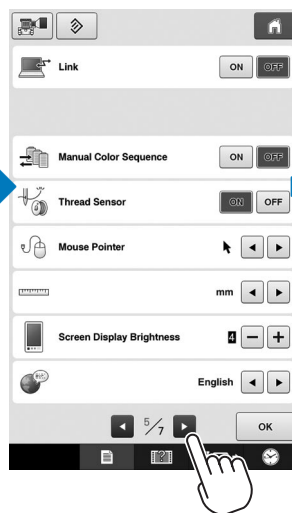 Link ON OFF
Manual Color Sequence ON OFF
Thread Sensor ON OFF
Mouse Pointer
mm
Screen Display Brightness 4 − +
English
5/7 OK